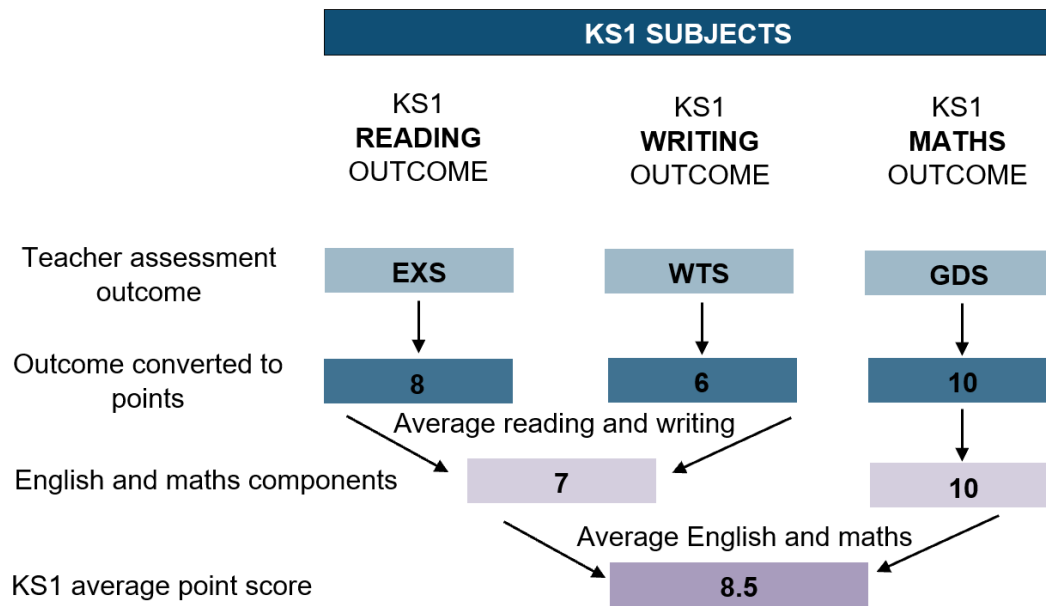 KS1 SUBJECTS
KS1
READING
OUTCOME
KS1
WRITING
OUTCOME
KS1
MATHS
OUTCOME
Teacher assessment
outcome
EXS
WTS
GDS
Outcome converted to
points
8
6
10
Average reading and writing
English and maths components
7
10
Average English and maths
KS1 average point score
8.5